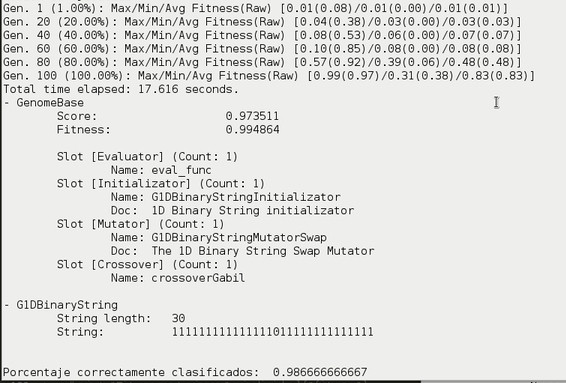 Gen. 1 (1.00%): Max/Min/Avg Fitness(Raw) [0.01(0.08)/0.01(0.00)/0.01(0.01)]
Gen. 20 (20.00%): Max/Min/Avg Fitness(Raw) [0.04(0.38)/0.03(0.00)/0.03(0.03)]
Gen. 40 (40.00%): Max/Min/Avg Fitness(Raw) [0.08(0.53)/0.06(0.00)/0.07(0.07)]
Gen. 60 (60.00%): Max/Min/Avg Fitness(Raw) [0.10(0.85)/0.08(0.00)/0.08(0.08)]
Gen. 80 (80.00%): Max/Min/Avg Fitness(Raw) [0.57(0.92)/0.39(0.06)/0.48(0.48)]
Gen. 100 (100.00%): Max/Min/Avg Fitness(Raw) [0.99(0.97)/0.31(0.38)/0.83(0.83)]
Total time elapsed: 17.616 seconds.
- GenomeBase
Score: 0.973511
Fitness: 0.994864
Slot [Evaluator] (Count: 1)
Name: eval_func
Slot [Initializator] (Count: 1)
Name: G1DBinaryStringInitializator
Doc: 1D Binary String initializator
Slot [Mutator] (Count: 1)
Name: G1DBinaryStringMutatorSwap
Doc: The 1D Binary String Swap Mutator
Slot [Crossover] (Count: 1)
Name: crossoverGabil
- G1DBinaryString
String length: 30
String: 111111111111111011111111111111
Porcentaje correctamente clasificados: 0.986666666667